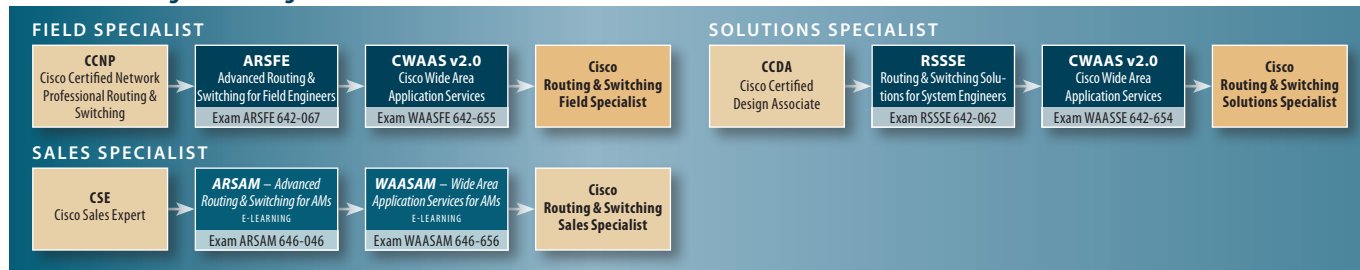 FIELD SPECIALIST
CCNP
Cisco Certified Network
Professional Routing &
Switching
ARSFE
Advanced Routing &
Switching for Field Engineers
Exam ARSFE 642-067
CWAAS v2.0
Cisco Wide Area
Application Services
Exam WAASFE 642-655
Cisco
Routing & Switching
Field Specialist
SOLUTIONS SPECIALIST
CCDA
Cisco Certified
Design Associate
RSSSE
Routing & Switching Solu-
tions for System Engineers
Exam RSSSE 642-062
CWAAS v2.0
Cisco Wide Area
Application Services
Exam WAASSE 642-654
Cisco
Routing & Switching
Solutions Specialist
SALES SPECIALIST
CSE
Cisco Sales Expert
ARSAM – Advanced
Routing & Switching for AMs
E-LEARNING
Exam ARSAM 646-046
WAASAM – Wide Area
Application Services for AMs
E-LEARNING
Exam WAASAM 646-656
Cisco
Routing & Switching
Sales Specialist